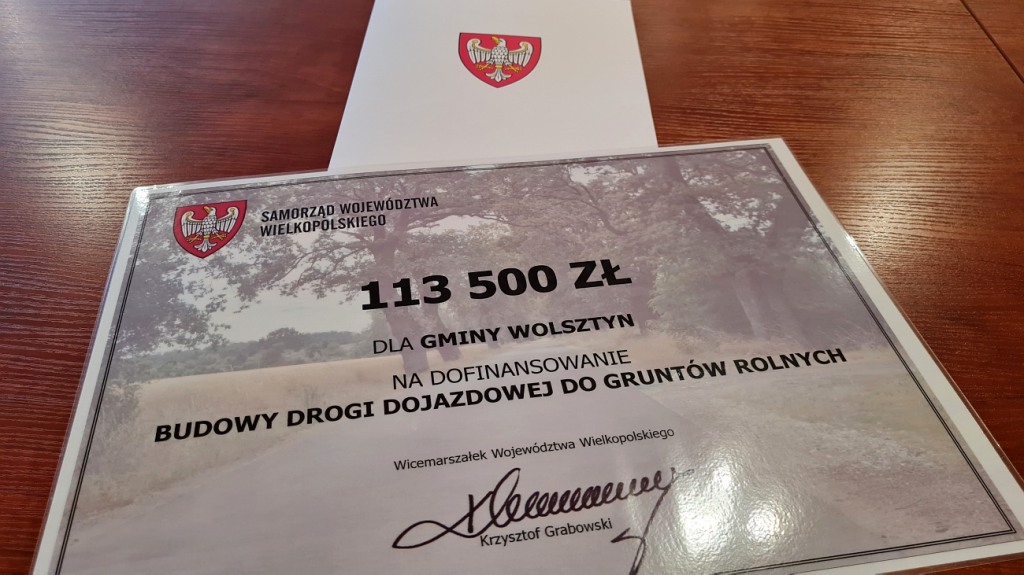 SAMORZĄD WOJEWÓDZTWA
WIELKOPOLSKIEGO
113 500 ZŁ
DLA GMINY WOLSZTYN
NA DOFINANSOWANIE
BUDOWY DROGI DOJAZDOWEJ DO GRUNTÓW ROLNYCH
Wicemarszałek Województwa Wielkopolskiego
Krzysztof Grabowski